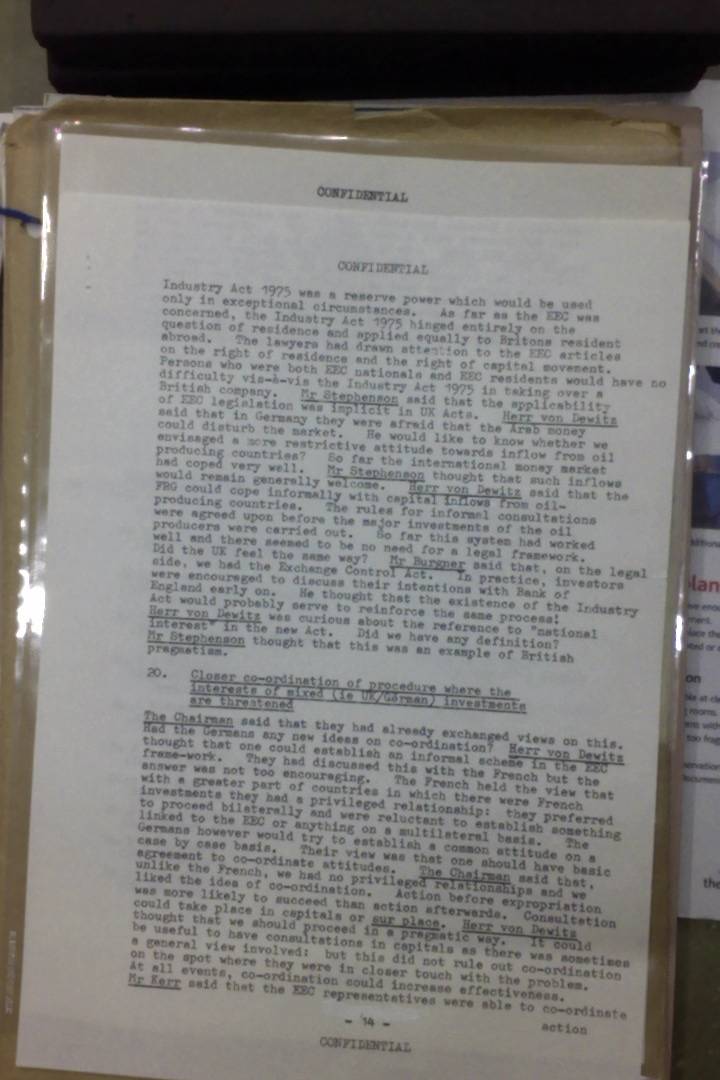 CONFIDENTIAL
CONFIDENTIAL
Industry Act 1975 was a reserve power which would be used
only in exceptional circumstances. As far as the EEC was
concerned, the Industry Act 1975 hinged entirely on the
question of residence and applied equally to Britons resident
abroad. The lawyers had drawn attention to the EEC articles
on the right of residence and the right of capital movement.
Persons who were both EEC nationals and EEC residents would have no
difficulty vis-à-vis the Industry Act 1975 in taking over a
British company. Mr Stephenson said that the applicability
of EEC legislation was implicit in UK Acts. Herr von Dewitz
said that in Germany they were afraid that the Arab money
could disturb the market. He would like to know whether we
envisaged a more restrictive attitude towards inflow from oil
producing countries? So far the international money market
had coped very well. Mr Stephenson thought that such inflows
would remain generally welcome. Herr von Dewitz said that the
FRG could cope informally with capital inflows from oil-
producing countries. The rules for informal consultations
were agreed upon before the major investments of the oil
producers were carried out. So far this system had worked
well and there seemed to be no need for a legal framework.
Did the UK feel the same way? Mr Burgner said that, on the legal
side, we had the Exchange Control Act. In practice, investors
were encouraged to discuss their intentions with Bank of
England early on. He thought that the existence of the Industry
Act would probably serve to reinforce the same process!
Herr von Dewitz was curious about the reference to "national
interest" in the new Act. Did we have any definition?
Mr Stephenson thought that this was an example of British
pragmatism.
20. Closer co-ordination of procedure where the
interests of mixed (ie UK/German) investments
are threatened
The Chairman said that they had already exchanged views on this.
Had the Germans any new ideas on co-ordination? Herr von Dewitz
thought that one could establish an informal scheme in the EEC
frame-work. They had discussed this with the French but the
answer was not too encouraging. The French held the view that
with a greater part of countries in which there were French
investments they had a privileged relationship: they preferred
to proceed bilaterally and were reluctant to establish something
linked to the EEC or anything on a multilateral basis. The
Germans however would try to establish a common attitude on a
case by case basis. Their view was that one should have basic
agreement to co-ordinate attitudes. The Chairman said that,
unlike the French, we had no privileged relationships and we
liked the idea of co-ordination. Action before expropriation
was more likely to succeed than action afterwards. Consultation
could take place in capitals or sur place. Herr von Dewitz
thought that we should proceed in a pragmatic way. It could
be useful to have consultations in capitals as there was sometimes
a general view involved: but this did not rule out co-ordination
on the spot where they were in closer touch with the problem.
At all events, co-ordination could increase effectiveness.
Mr Kerr said that the EEC representatives were able to co-ordinate
- 14 -
action
CONFIDENTIAL